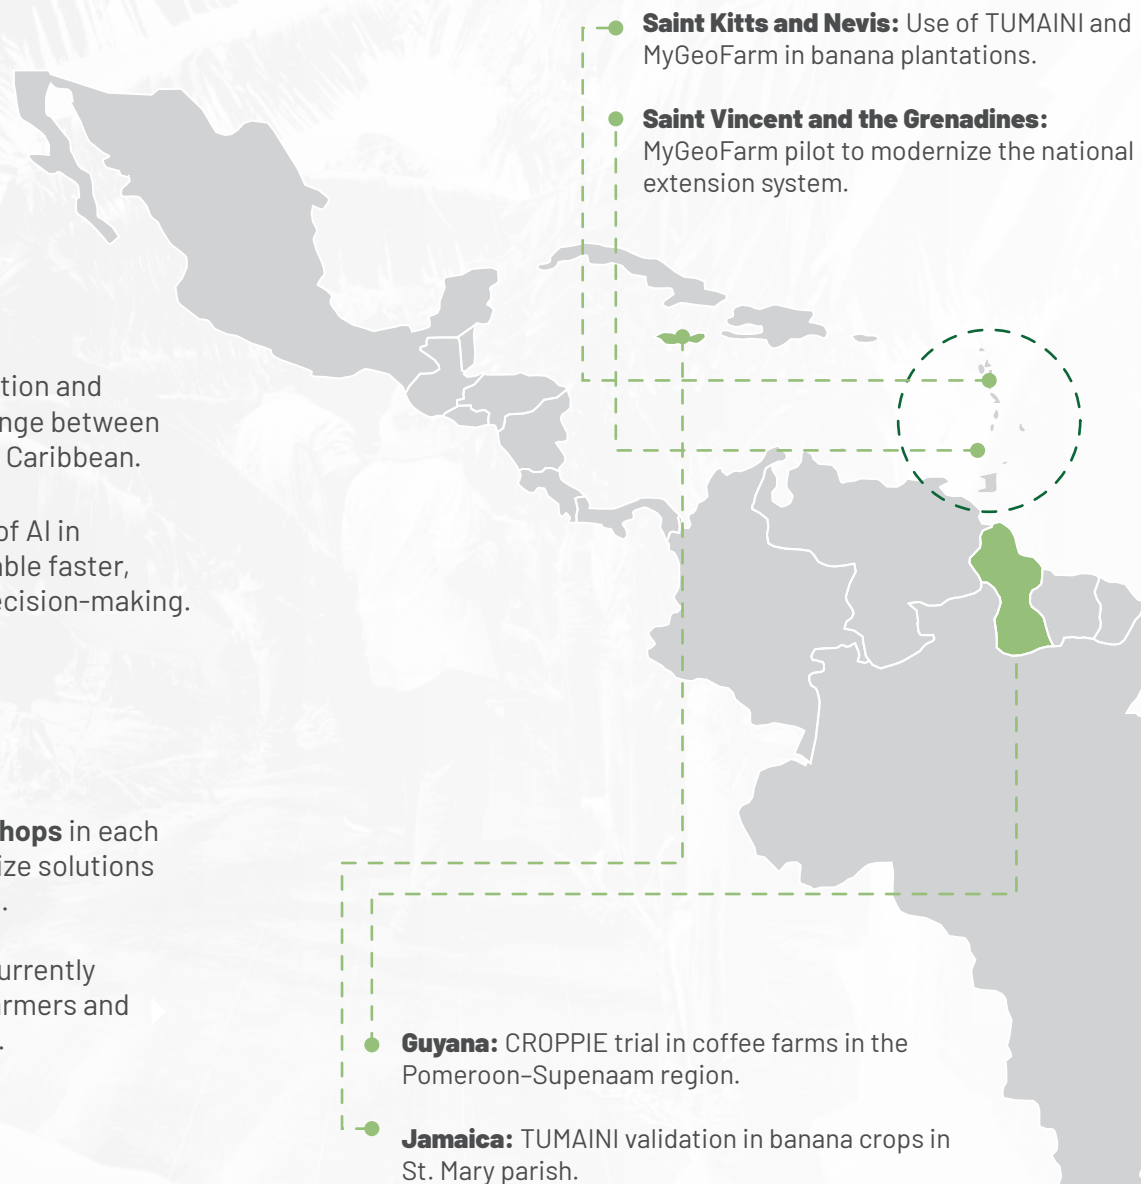 Saint Kitts and Nevis: Use of TUMAINI and
MyGeoFarm in banana plantations.
Saint Vincent and the Grenadines:
MyGeoFarm pilot to modernize the national
extension system.
tion and
nge between
Caribbean.
of AI in
ble faster,
ecision-making.
hops in each
ize solutions
.
urrently
rmers and
.
Guyana: CROPPIE trial in coffee farms in the
Pomeroon–Supenaam region.
Jamaica: TUMAINI validation in banana crops in
St. Mary parish.